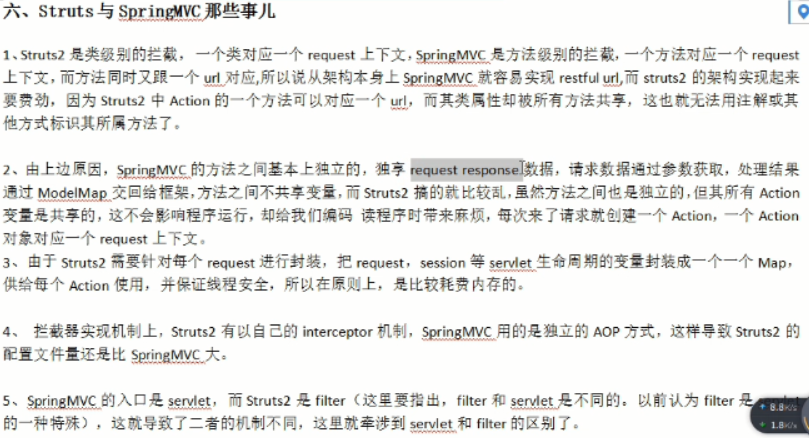 六、Struts 与 SpringMVC 那些事儿
1、Struts2 是类级别的拦截， 一个类对应一个 request 上下文，SpringMVC 是方法级别的拦截，一个方法对应一个 request
上下文，而方法同时又跟一个 url 对应,所以说从架构本身上 SpringMVC 就容易实现 restful url,而 struts2 的架构实现起来
要费劲，因为 Struts2 中 Action 的一个方法可以对应一个 url，而其类属性却被所有方法共享，这也就无法用注解或其
他方式标识其所属方法了。
2、由上边原因，SpringMVC 的方法之间基本上独立的，独享 request response 数据，请求数据通过参数获取，处理结果
通过 ModelMap 交回给框架，方法之间不共享变量，而 Struts2 搞的就比较乱，虽然方法之间也是独立的，但其所有 Action
变量是共享的，这不会影响程序运行，却给我们编码 读程序时带来麻烦，每次来了请求就创建一个 Action，一个 Action
对象对应一个 request 上下文。
3、由于 Struts2 需要针对每个 request 进行封装，把 request，session 等 servlet 生命周期的变量封装成一个一个 Map，
供给每个 Action 使用，并保证线程安全，所以在原则上，是比较耗费内存的。
4、 拦截器实现机制上，Struts2 有以自己的 interceptor 机制，SpringMVC 用的是独立的 AOP 方式，这样导致 Struts2 的
配置文件量还是比 SpringMVC 大。
5、SpringMVC 的入口是 servlet，而 Struts2 是 filter（这里要指出，filter 和 servlet 是不同的。以前认为 filter 是
的一种特殊），这就导致了二者的机制不同，这里就牵涉到 servlet 和 filter 的区别了。
8.8K/s
1.8K/s